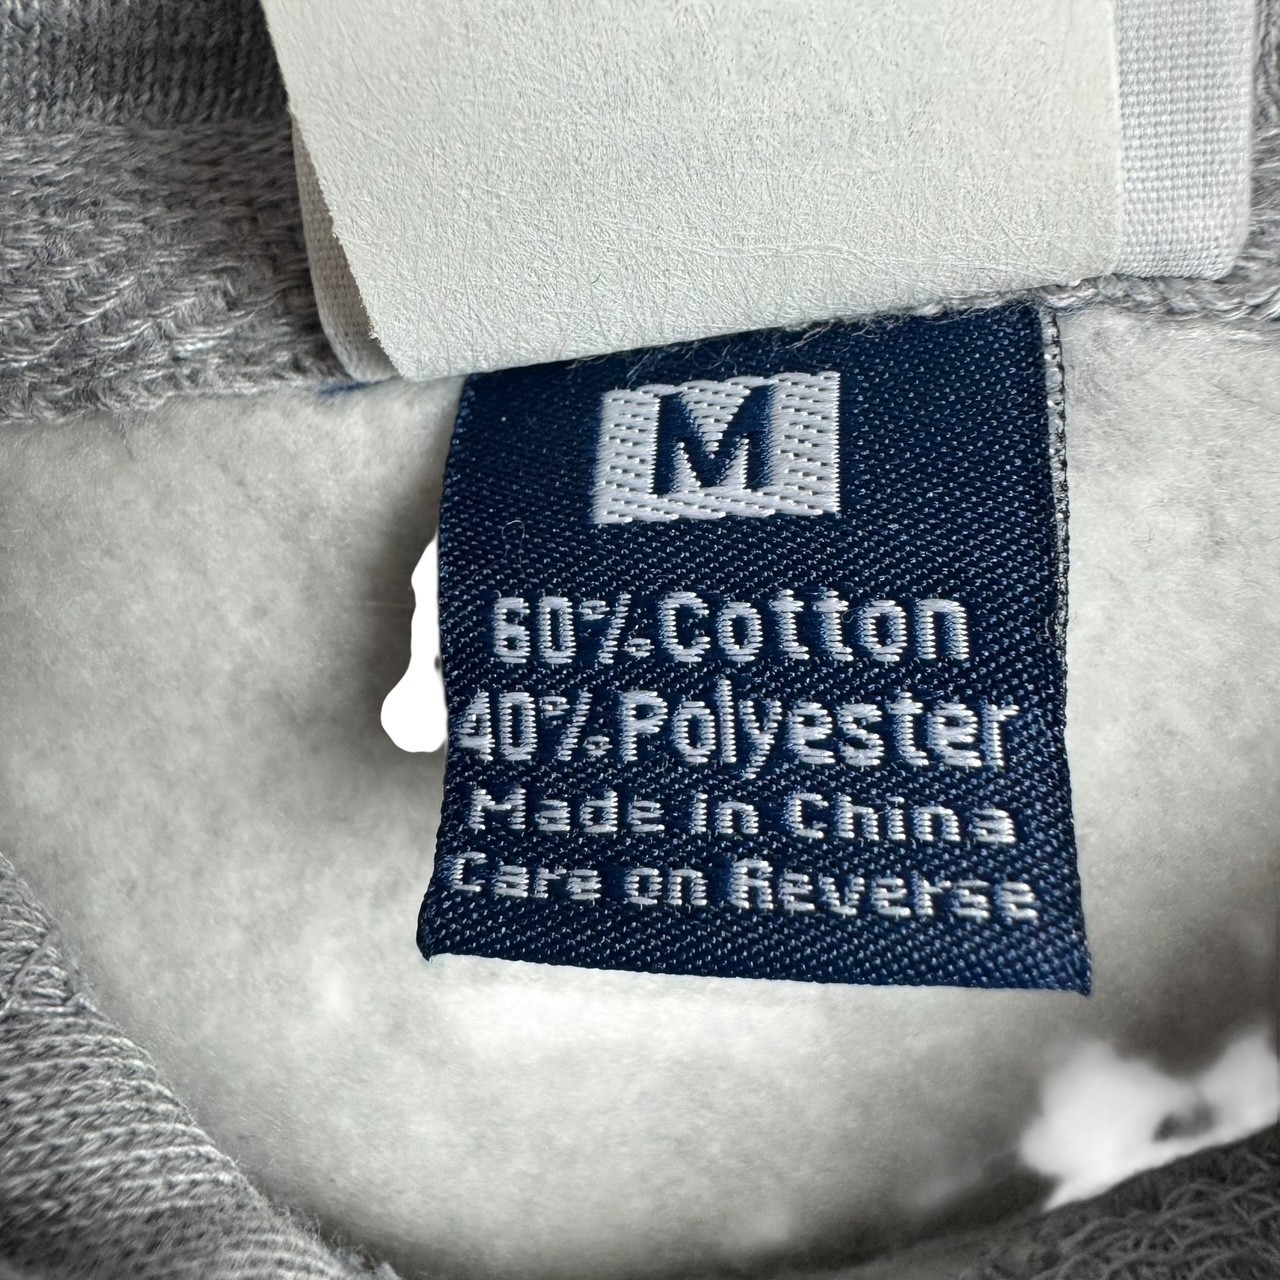 M
60% Cotton
40% Polyester
Made in China
Care on Reverse